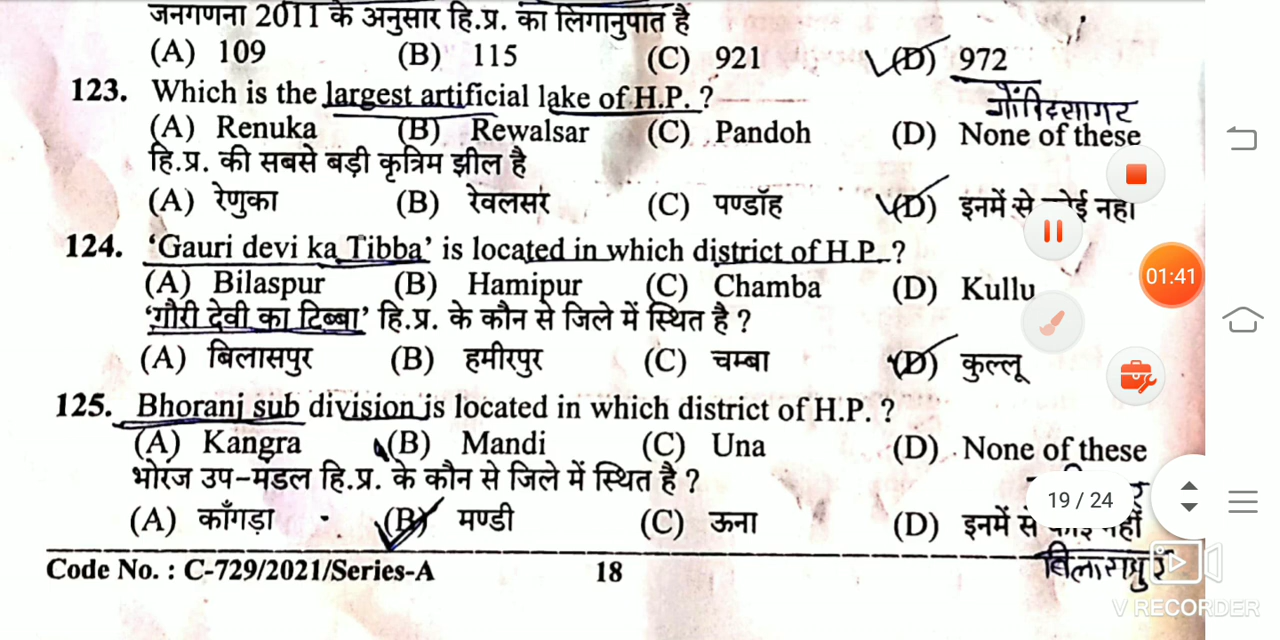 जनगणना 2011 के अनुसार हि.प्र. का लिंगानुपात है
(A) 109 (B) 115 (C) 921 (D) 972
123. Which is the largest artificial lake of H.P. ?
(A) Renuka (B) Rewalsar (C) Pandoh (D) None of these
हि.प्र. की सबसे बड़ी कृत्रिम झील है
(A) रेणुका (B) रेवलसर (C) पण्डॉह (D) इनमें से कोई नहीं
124. ‘Gauri devi ka Tibba’ is located in which district of H.P. ?
(A) Bilaspur (B) Hamipur (C) Chamba (D) Kullu
‘गौरी देवी का टिब्बा’ हि.प्र. के कौन से जिले में स्थित है ?
(A) बिलासपुर (B) हमीरपुर (C) चम्बा (D) कुल्लू
01:41
125. Bhoranj sub division is located in which district of H.P. ?
(A) Kangra (B) Mandi (C) Una (D) None of these
भोरंज उप-मंडल हि.प्र. के कौन से जिले में स्थित है ?
19 / 24
(A) काँगड़ा (B) मण्डी (C) ऊना (D) इनमें से कोई नहीं
Code No. : C-729/2021/Series-A 18
V RECORDER